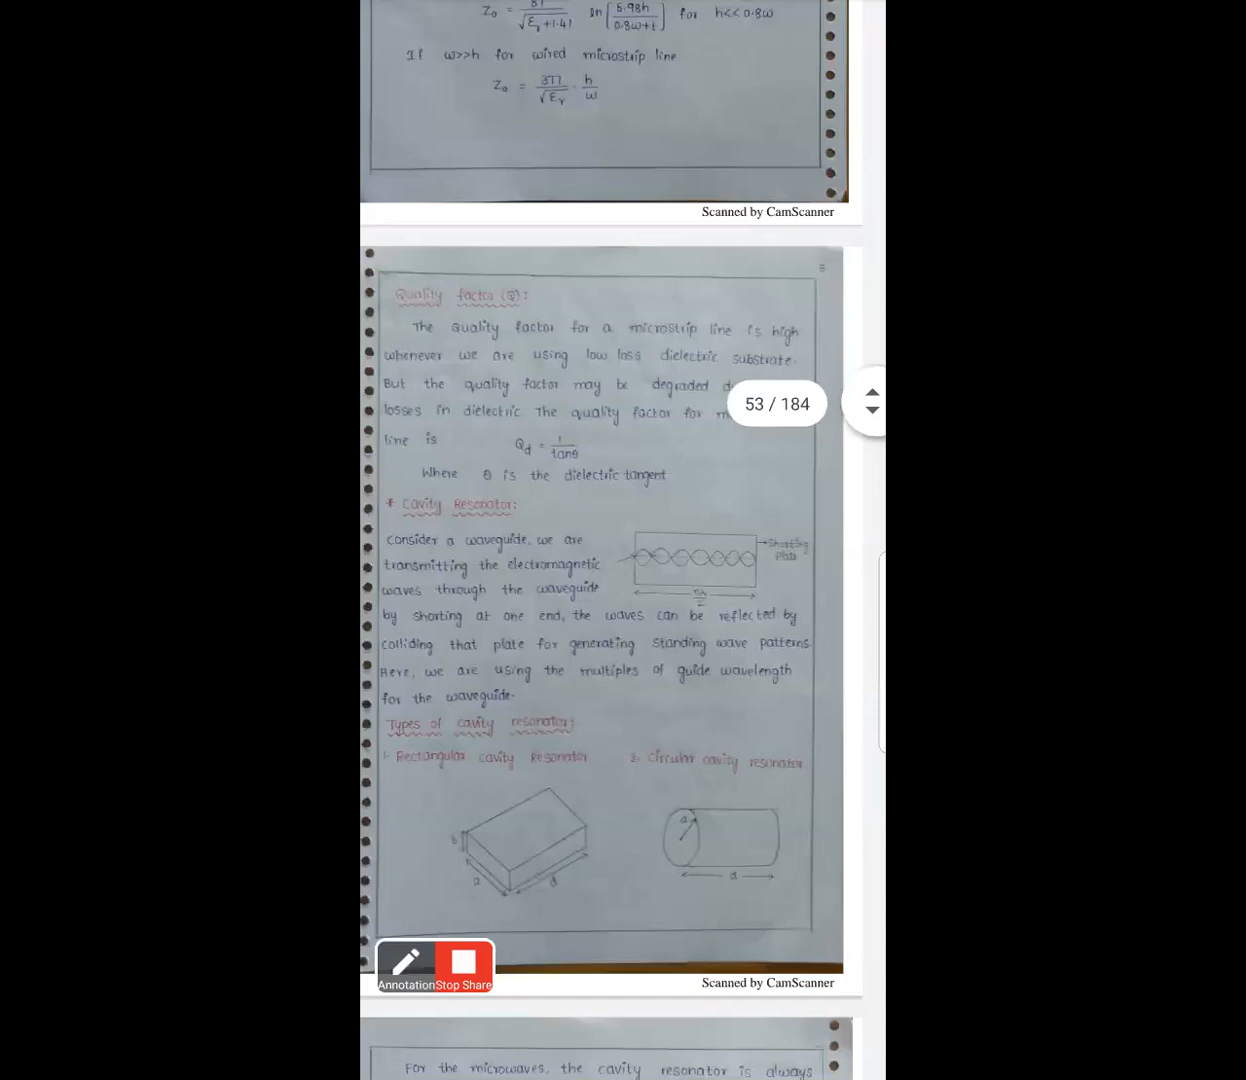 Z₀ = 87/√(εᵣ+1.41) ln[5.98h/(0.8w+t)] for h<< 0.8w
If w>>h for wired microstrip line
Z₀ = 377/√εᵣ · h/w
Scanned by CamScanner
Quality factor (Q):
The Quality factor for a microstrip line is high
whenever we are using low loss dielectric substrate.
But the quality factor may be degraded d
losses in dielectric. The quality factor for m
line is Qd = 1/tanθ
Where θ is the dielectric tangent
53 / 184
* Cavity Resonator:
Consider a waveguide, we are
transmitting the electromagnetic
waves through the waveguide
Shorting
Plate
by shorting at one end, the waves can be reflected by
colliding that plate for generating standing wave patterns.
Here, we are using the multiples of guide wavelength
for the waveguide.
Types of cavity resonator:
1. Rectangular cavity Resonator
2. Circular cavity resonator
b
a
d
a
d
Annotation
Stop Share
Scanned by CamScanner
For the microwaves, the cavity resonator is always